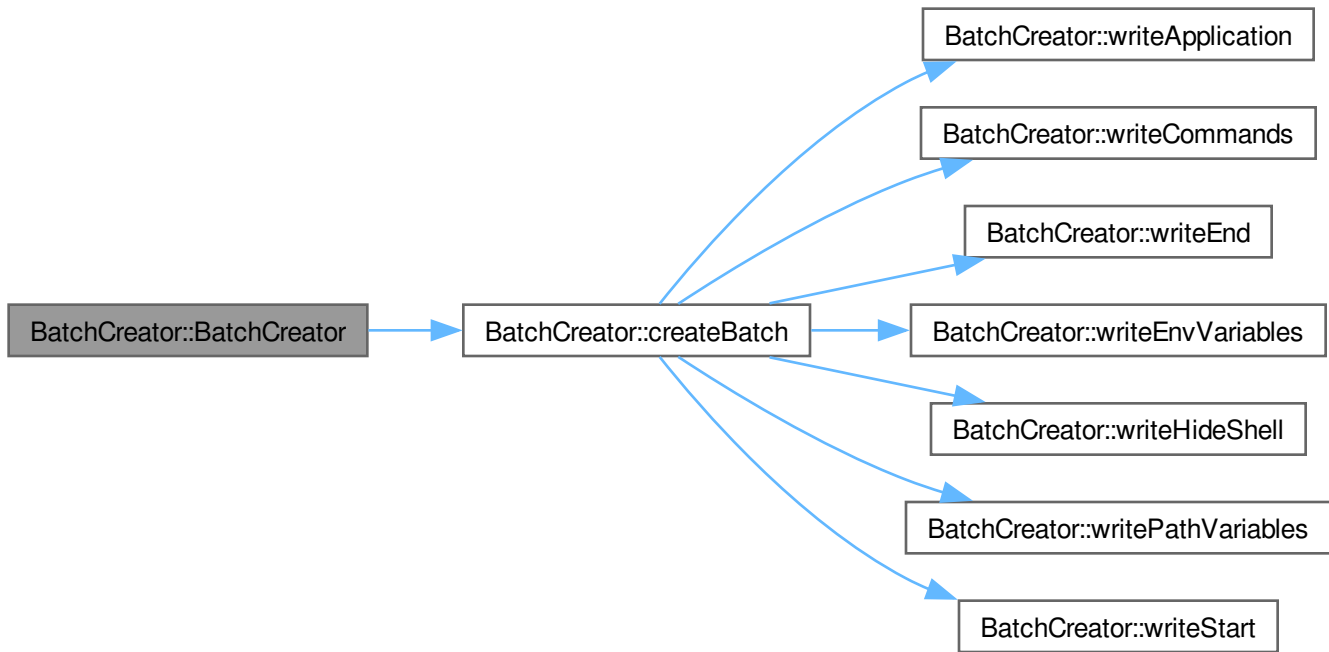 BatchCreator::BatchCreator
BatchCreator::createBatch
BatchCreator::writeApplication
BatchCreator::writeCommands
BatchCreator::writeEnd
BatchCreator::writeEnvVariables
BatchCreator::writeHideShell
BatchCreator::writePathVariables
BatchCreator::writeStart